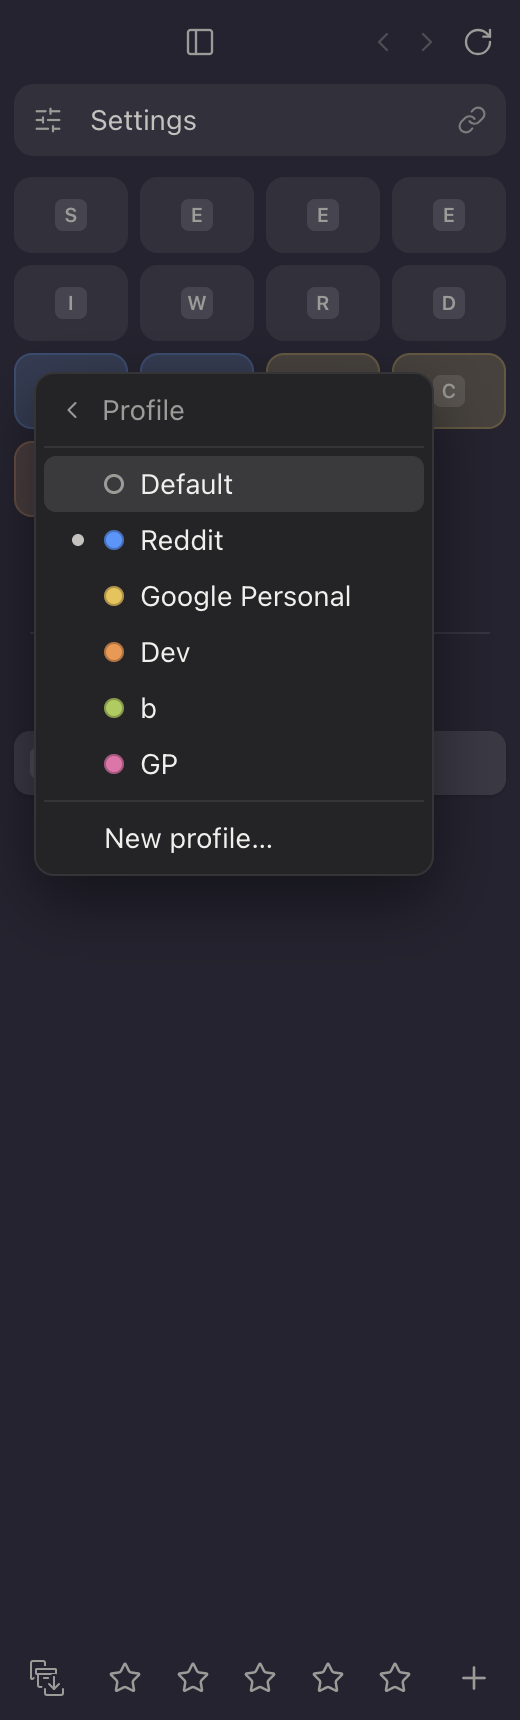 Settings
S E E E
I W R D
C
Profile
Default
Reddit
Google Personal
Dev
b
GP
New profile...